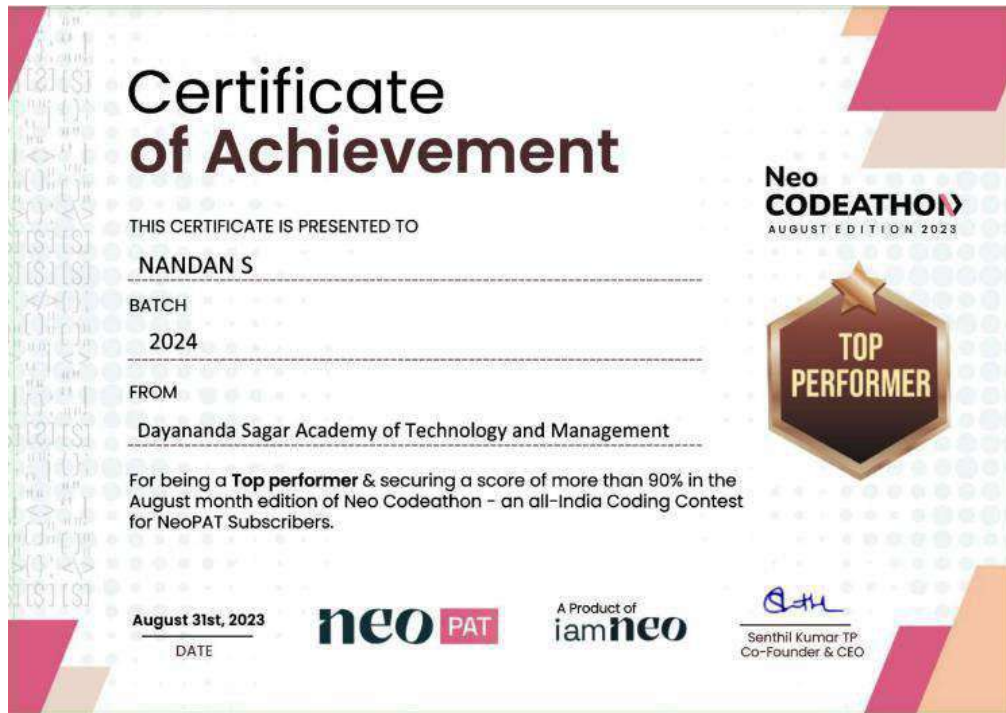 Certificate
of Achievement
Neo
CODEATHON
AUGUST EDITION 2023
THIS CERTIFICATE IS PRESENTED TO
NANDAN S
BATCH
2024
TOP
PERFORMER
FROM
Dayananda Sagar Academy of Technology and Management
For being a Top performer & securing a score of more than 90% in the
August month edition of Neo Codeathon - an all-India Coding Contest
for NeoPAT Subscribers.
August 31st, 2023
DATE
neo PAT
A Product of
iamneo
Senthil Kumar TP
Co-Founder & CEO